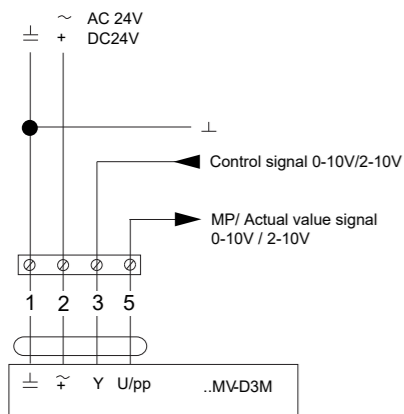 ~ AC 24V
⊥ + DC24V
⊥
Control signal 0-10V/2-10V
MP/ Actual value signal
0-10V / 2-10V
1 2 3 5
⊥ ~+ Y U/pp ..MV-D3M